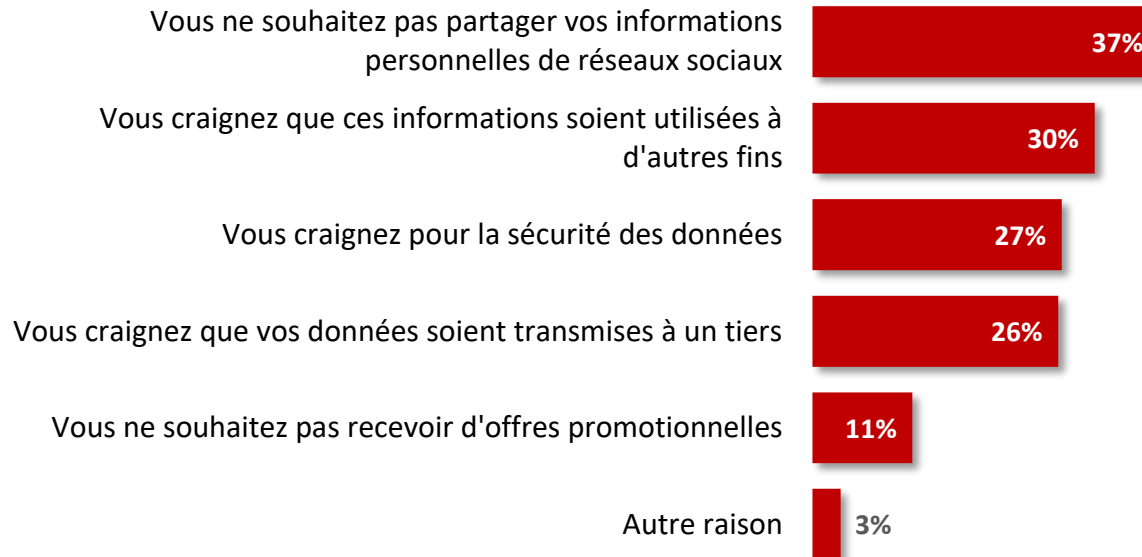 Vous ne souhaitez pas partager vos informations
personnelles de réseaux sociaux
37%
Vous craignez que ces informations soient utilisées à
d'autres fins
30%
Vous craignez pour la sécurité des données
27%
Vous craignez que vos données soient transmises à un tiers
26%
Vous ne souhaitez pas recevoir d'offres promotionnelles
11%
Autre raison
3%